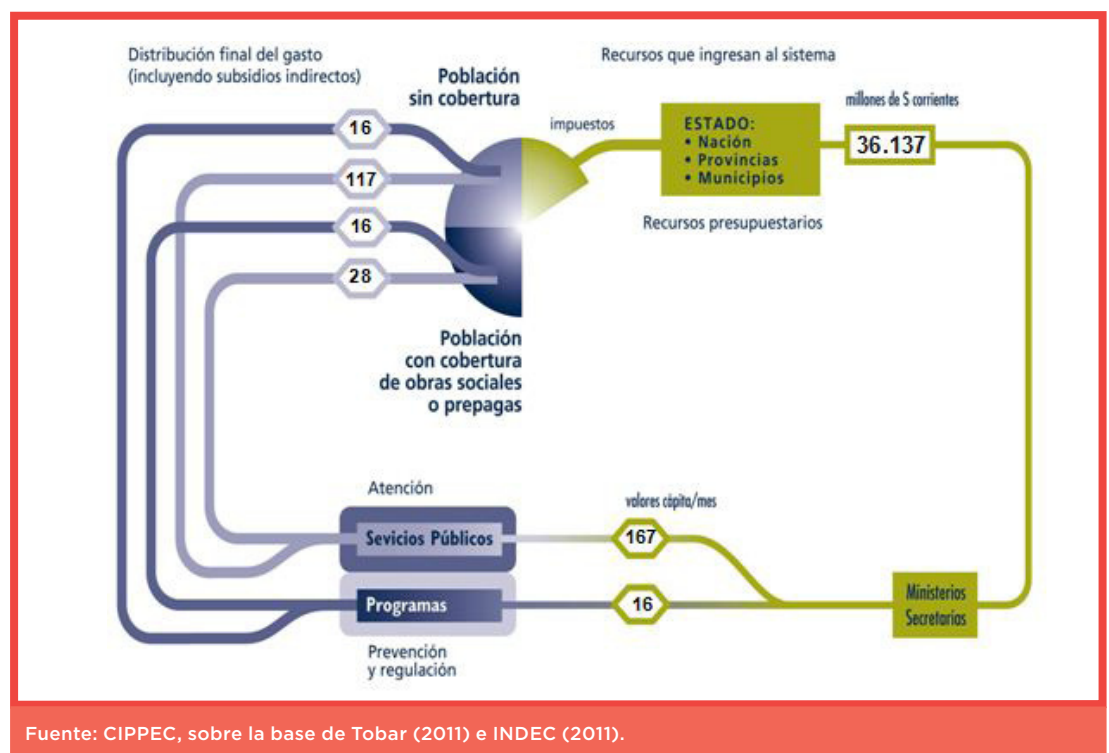 Distribución final del gasto
(incluyendo subsidios indirectos)
Población
sin cobertura
Recursos que ingresan al sistema
impuestos
ESTADO:
• Nación
• Provincias
• Municipios
millones de $ corrientes
36.137
Recursos presupuestarios
16
117
16
28
Población
con cobertura
de obras sociales
o prepagas
Atención
Sevicios Públicos
valores cápita/mes
167
Programas
16
Ministerios
Secretarias
Prevención
y regulación
Fuente: CIPPEC, sobre la base de Tobar (2011) e INDEC (2011).